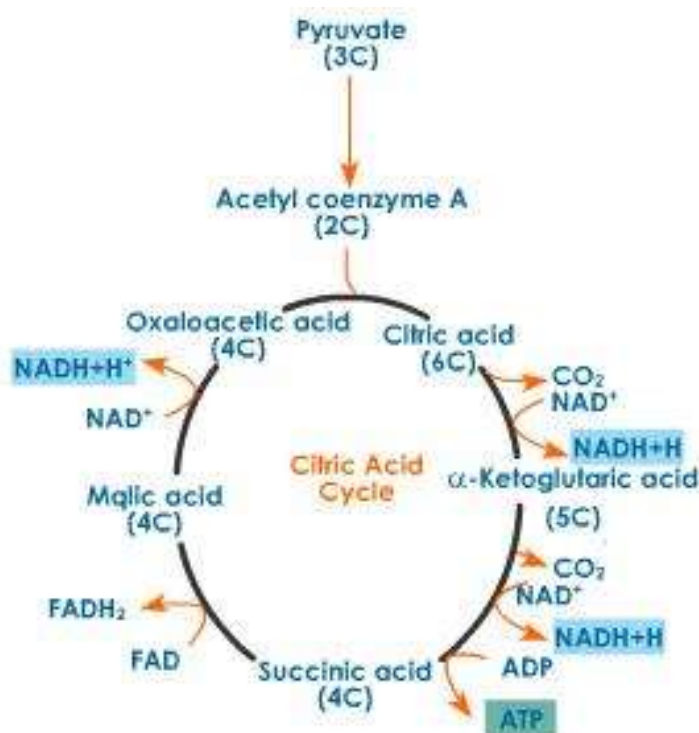 Pyruvate
(3C)
Acetyl coenzyme A
(2C)
Oxaloacetic acid
(4C)
Citric acid
(6C)
NADH+H⁺
NAD⁺
CO₂
NAD⁺
NADH+H
Citric Acid
Cycle
α-Ketoglutaric acid
(5C)
Malic acid
(4C)
CO₂
NAD⁺
NADH+H
FADH₂
FAD
Succinic acid
(4C)
ADP
ATP